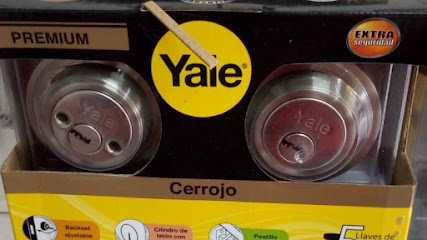 PREMIUM
EXTRA
seguridad
Yale
Yale
Yale
Cerrojo
Backset
ajustable
Cilindro de
latón con
Pestillo
5 Llaves de